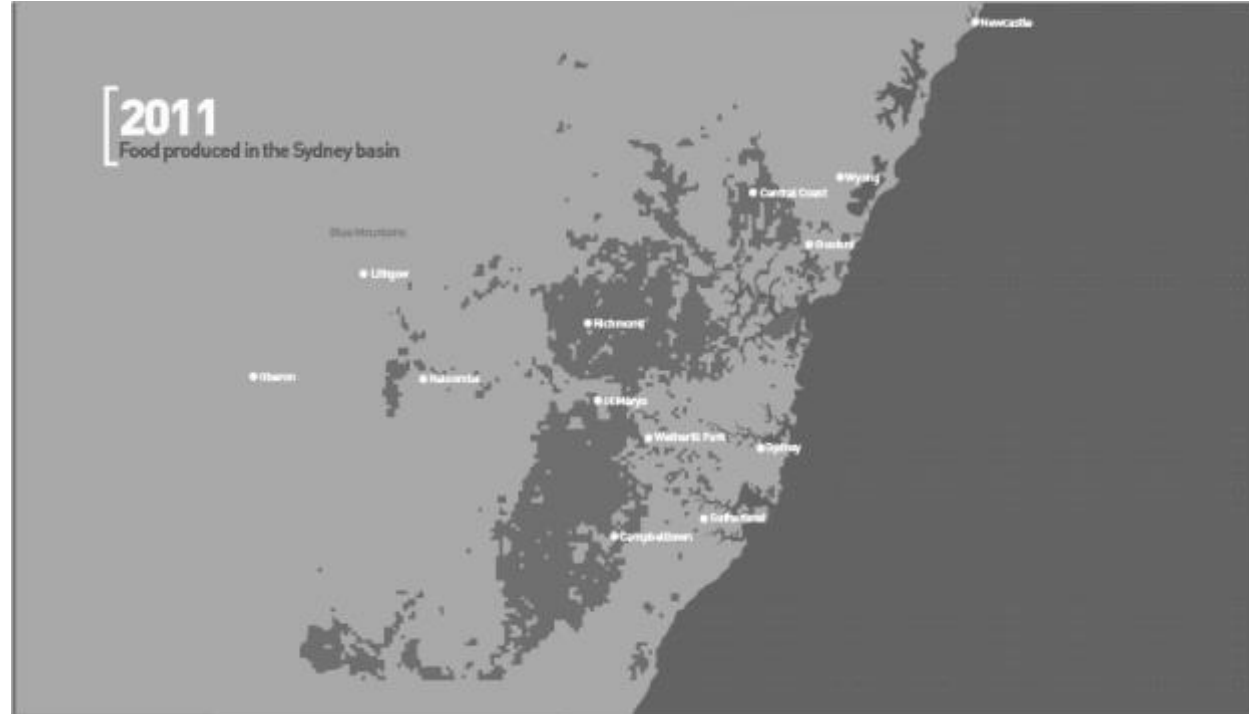 Newcastle
2011
Food produced in the Sydney basin
Wyong
Central Coast
Blue Mountains
Gosford
Lithgow
Richmond
Oberon
Katoomba
St Marys
Wetherill Park
Sydney
Sutherland
Campbelltown